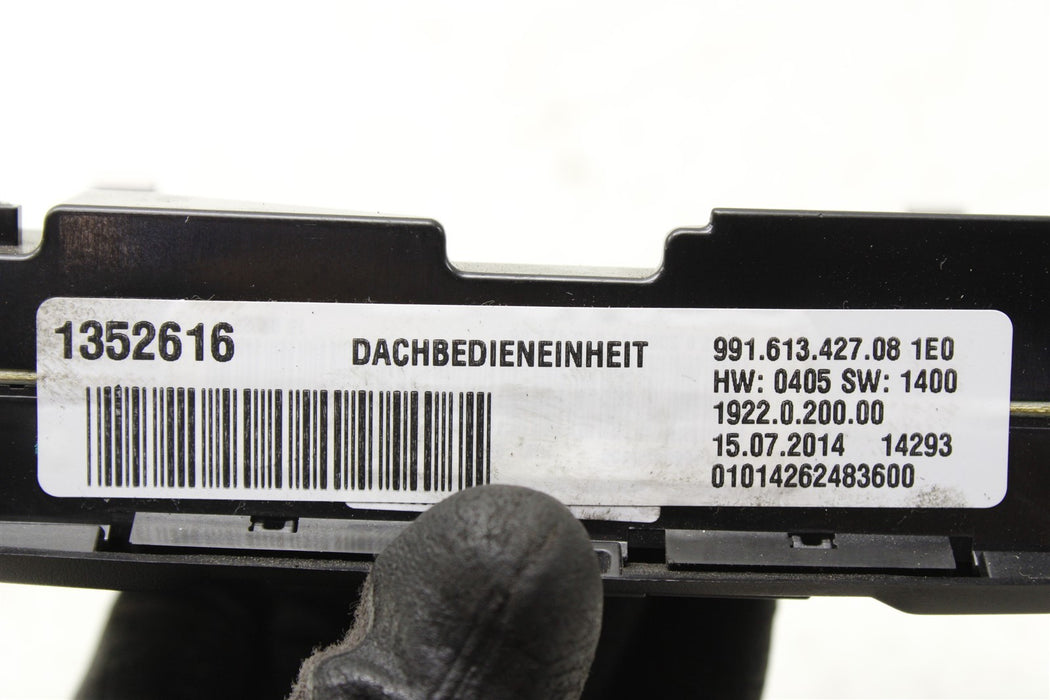 1352616
DACHBEDIENEINHEIT
991.613.427.08 1E0
HW: 0405 SW: 1400
1922.0.200.00
15.07.2014 14293
01014262483600